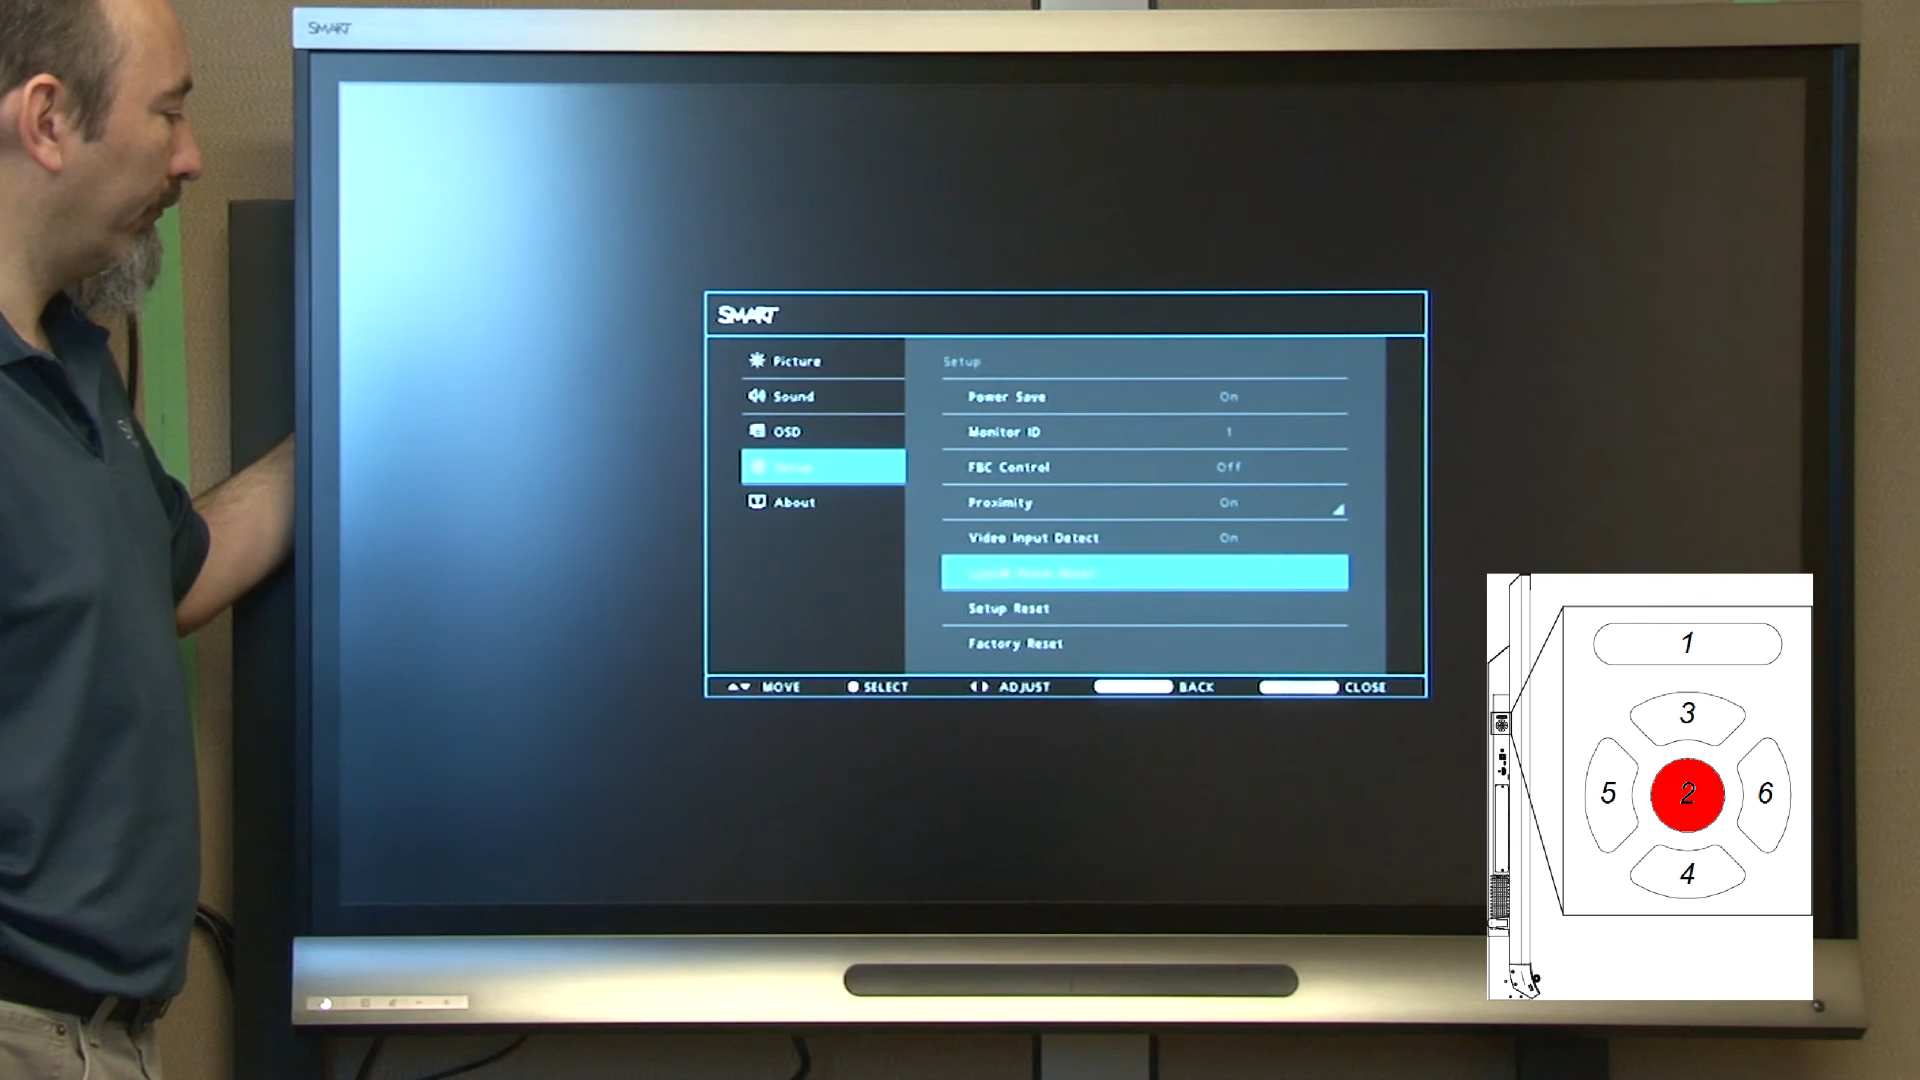 SMART
SMART
Picture
Sound
OSD
About
Setup
Power Save On
Monitor ID 1
FBC Control Off
Proximity On
Video Input Detect On
Setup Reset
Factory Reset
MOVE SELECT ADJUST BACK CLOSE
1
3
5 2 6
4